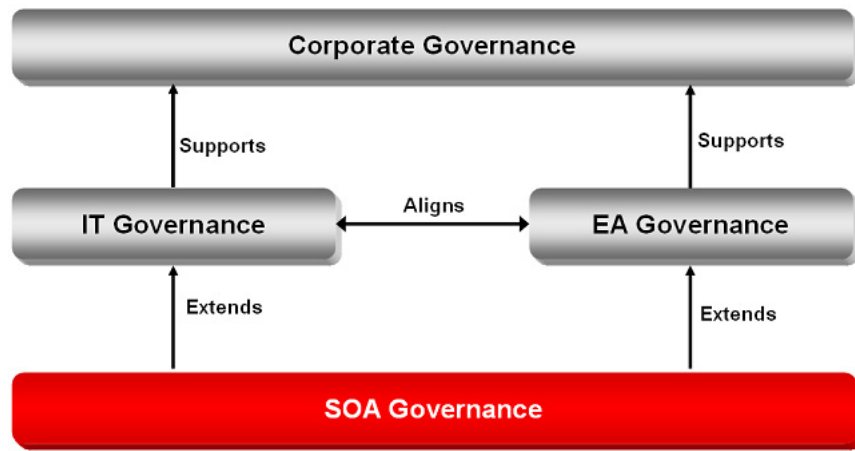 Corporate Governance
Supports
Supports
IT Governance
Aligns
EA Governance
Extends
Extends
SOA Governance